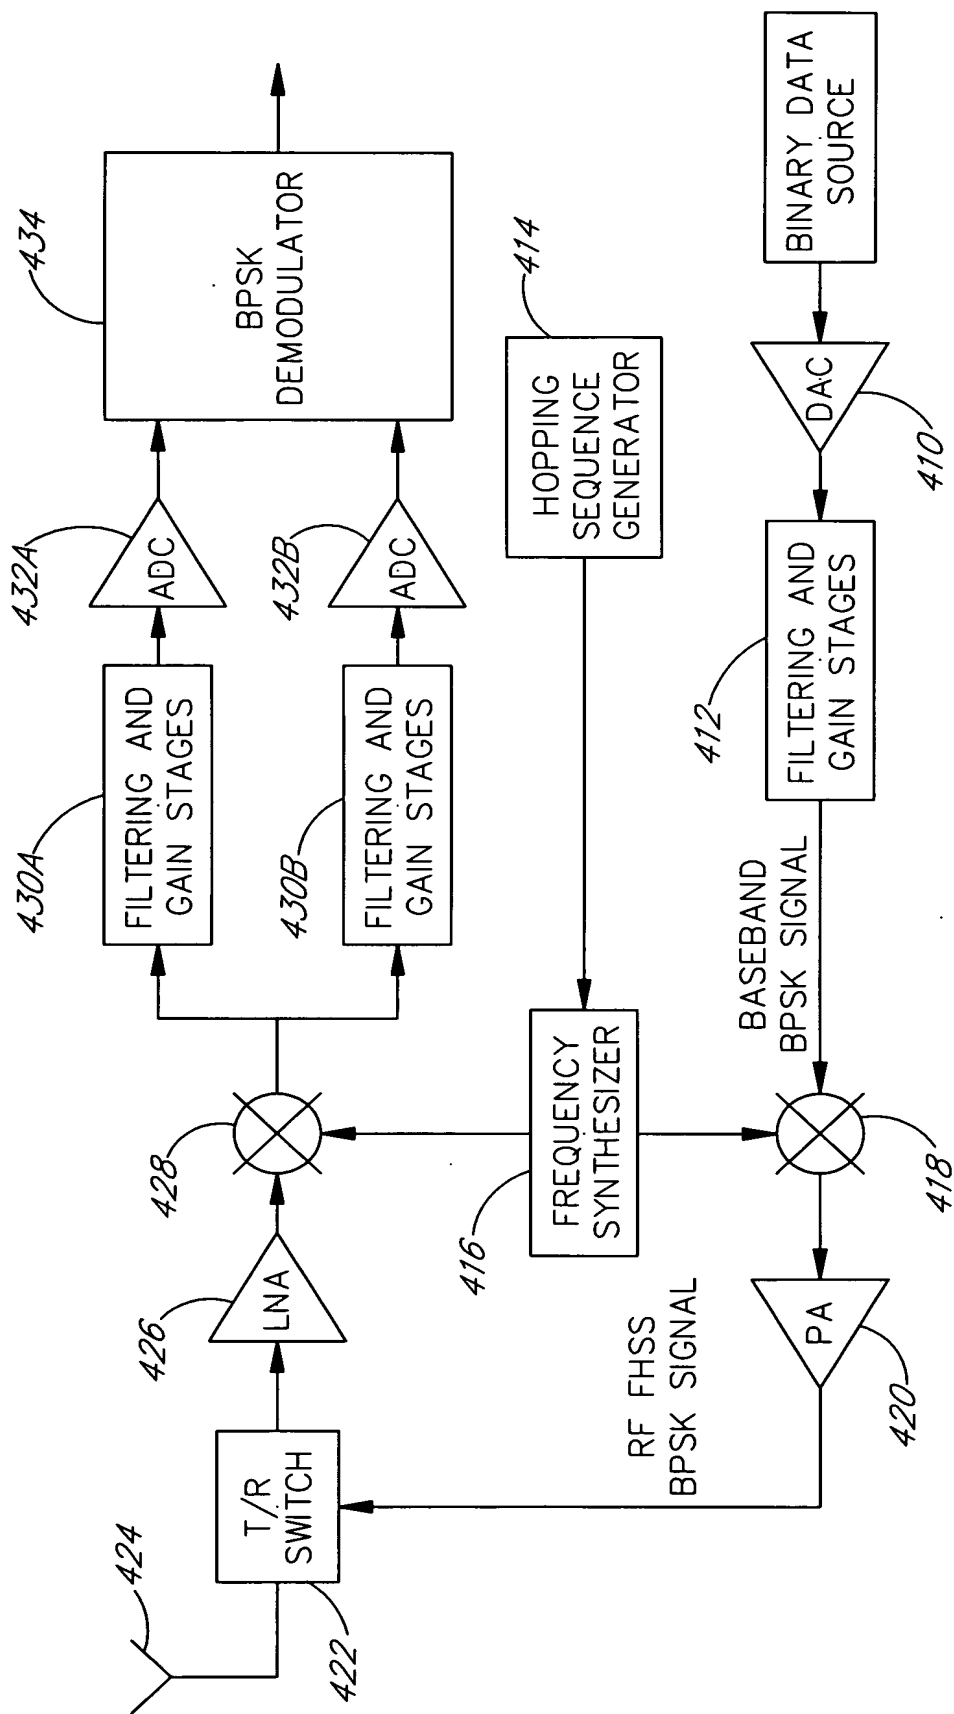 434
BPSK
DEMODULATOR
432A
ADC
432B
ADC
430A
FILTERING AND
GAIN STAGES
430B
FILTERING AND
GAIN STAGES
428
426
LNA
424
T/R
SWITCH
422
414
HOPPING
SEQUENCE
GENERATOR
416
FREQUENCY
SYNTHESIZER
BINARY DATA
SOURCE
DAC
410
412
FILTERING AND
GAIN STAGES
BASEBAND
BPSK SIGNAL
418
PA
420
RF FHSS
BPSK SIGNAL